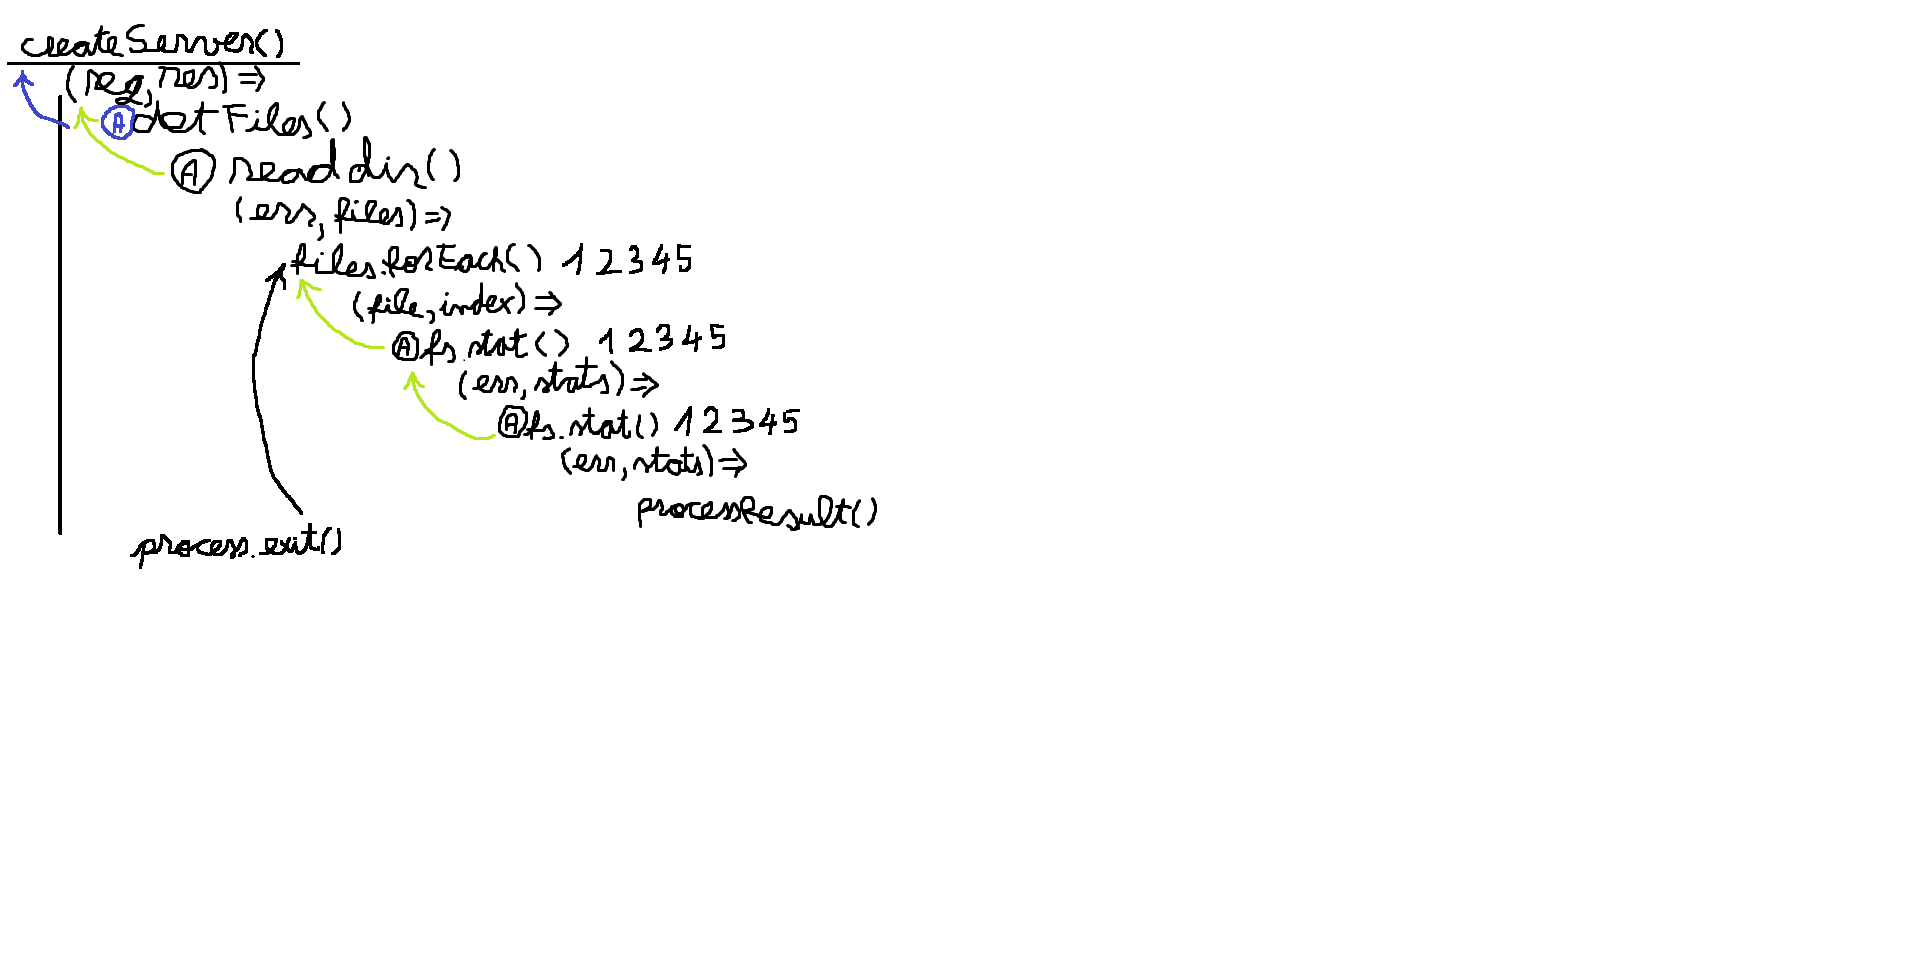 createServer()
(req, res) =>
A dotFiles()
A readdir()
(err, files) =>
files.forEach() 1 2 3 4 5
(file, index) =>
A fs.stat() 1 2 3 4 5
(err, stats) =>
A fs.stat() 1 2 3 4 5
(err, stats) =>
processResult()
process.exit()